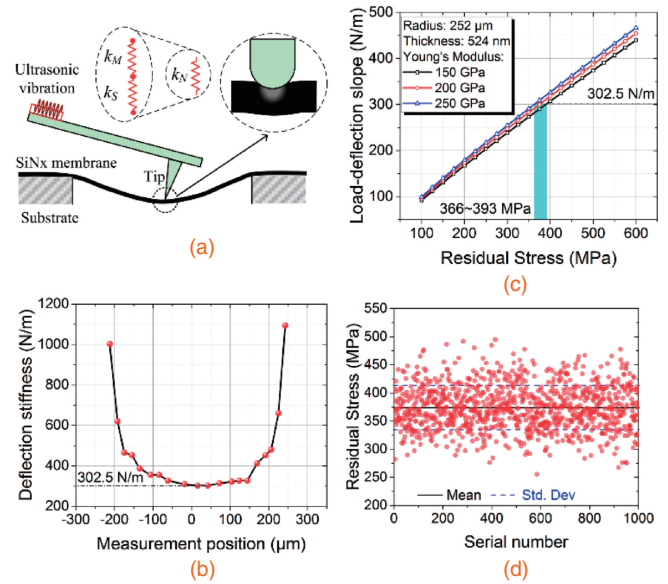 k_M
k_S
k_N
Ultrasonic
vibration
SiNx membrane
Tip
Substrate
(a)
Load-deflection slope (N/m)
500
400
300
200
100
Radius: 252 μm
Thickness: 524 nm
Young's Modulus:
150 GPa
200 GPa
250 GPa
302.5 N/m
366~393 MPa
100 200 300 400 500 600
Residual Stress (MPa)
(c)
Deflection stiffness (N/m)
1200
1000
800
600
400
200
302.5 N/m
-300 -200 -100 0 100 200 300
Measurement position (μm)
(b)
Residual Stress (MPa)
550
500
450
400
350
300
250
200
Mean
Std. Dev
0 200 400 600 800 1000
Serial number
(d)